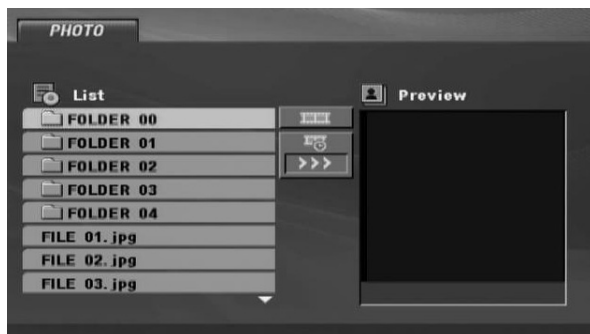 PHOTO
List
FOLDER 00
FOLDER 01
FOLDER 02
FOLDER 03
FOLDER 04
FILE 01.jpg
FILE 02.jpg
FILE 03.jpg
>>>
Preview